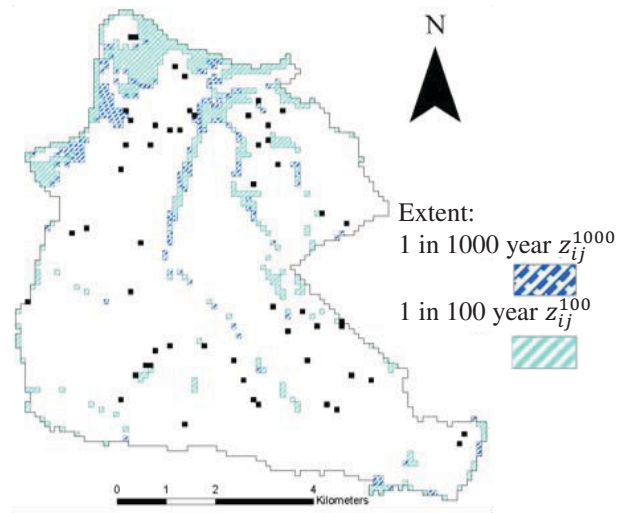 N
Extent:
1 in 1000 year $z_{ij}^{1000}$
1 in 100 year $z_{ij}^{100}$
0 1 2 4
Kilometers